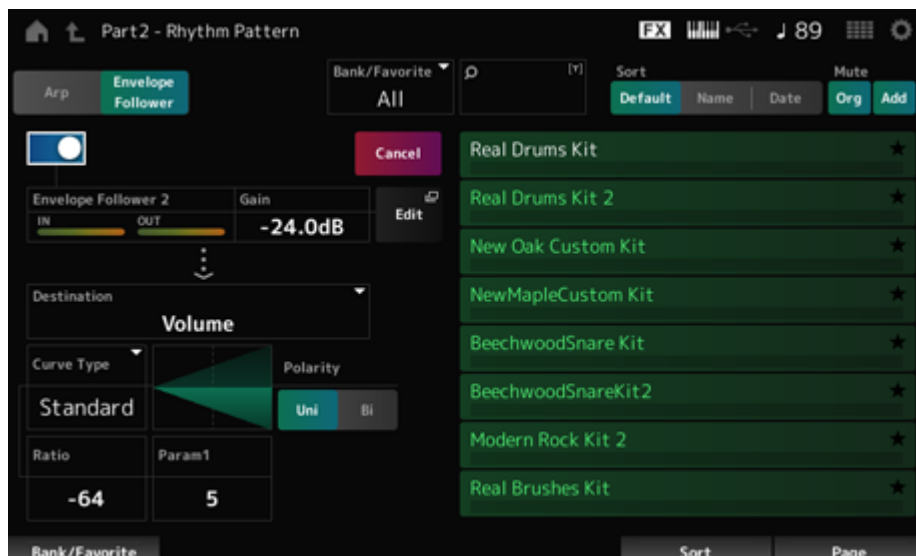 Part2 - Rhythm Pattern
FX
♩ 89
Arp
Envelope
Follower
Bank/Favorite
All
[T]
Sort
Default
Name
Date
Mute
Org
Add
Cancel
Envelope Follower 2
IN
OUT
Gain
-24.0dB
Edit
Destination
Volume
Curve Type
Standard
Polarity
Uni
Bi
Ratio
-64
Param1
5
Real Drums Kit
Real Drums Kit 2
New Oak Custom Kit
NewMapleCustom Kit
BeechwoodSnare Kit
BeechwoodSnareKit2
Modern Rock Kit 2
Real Brushes Kit
Bank/Favorite
Sort
Page